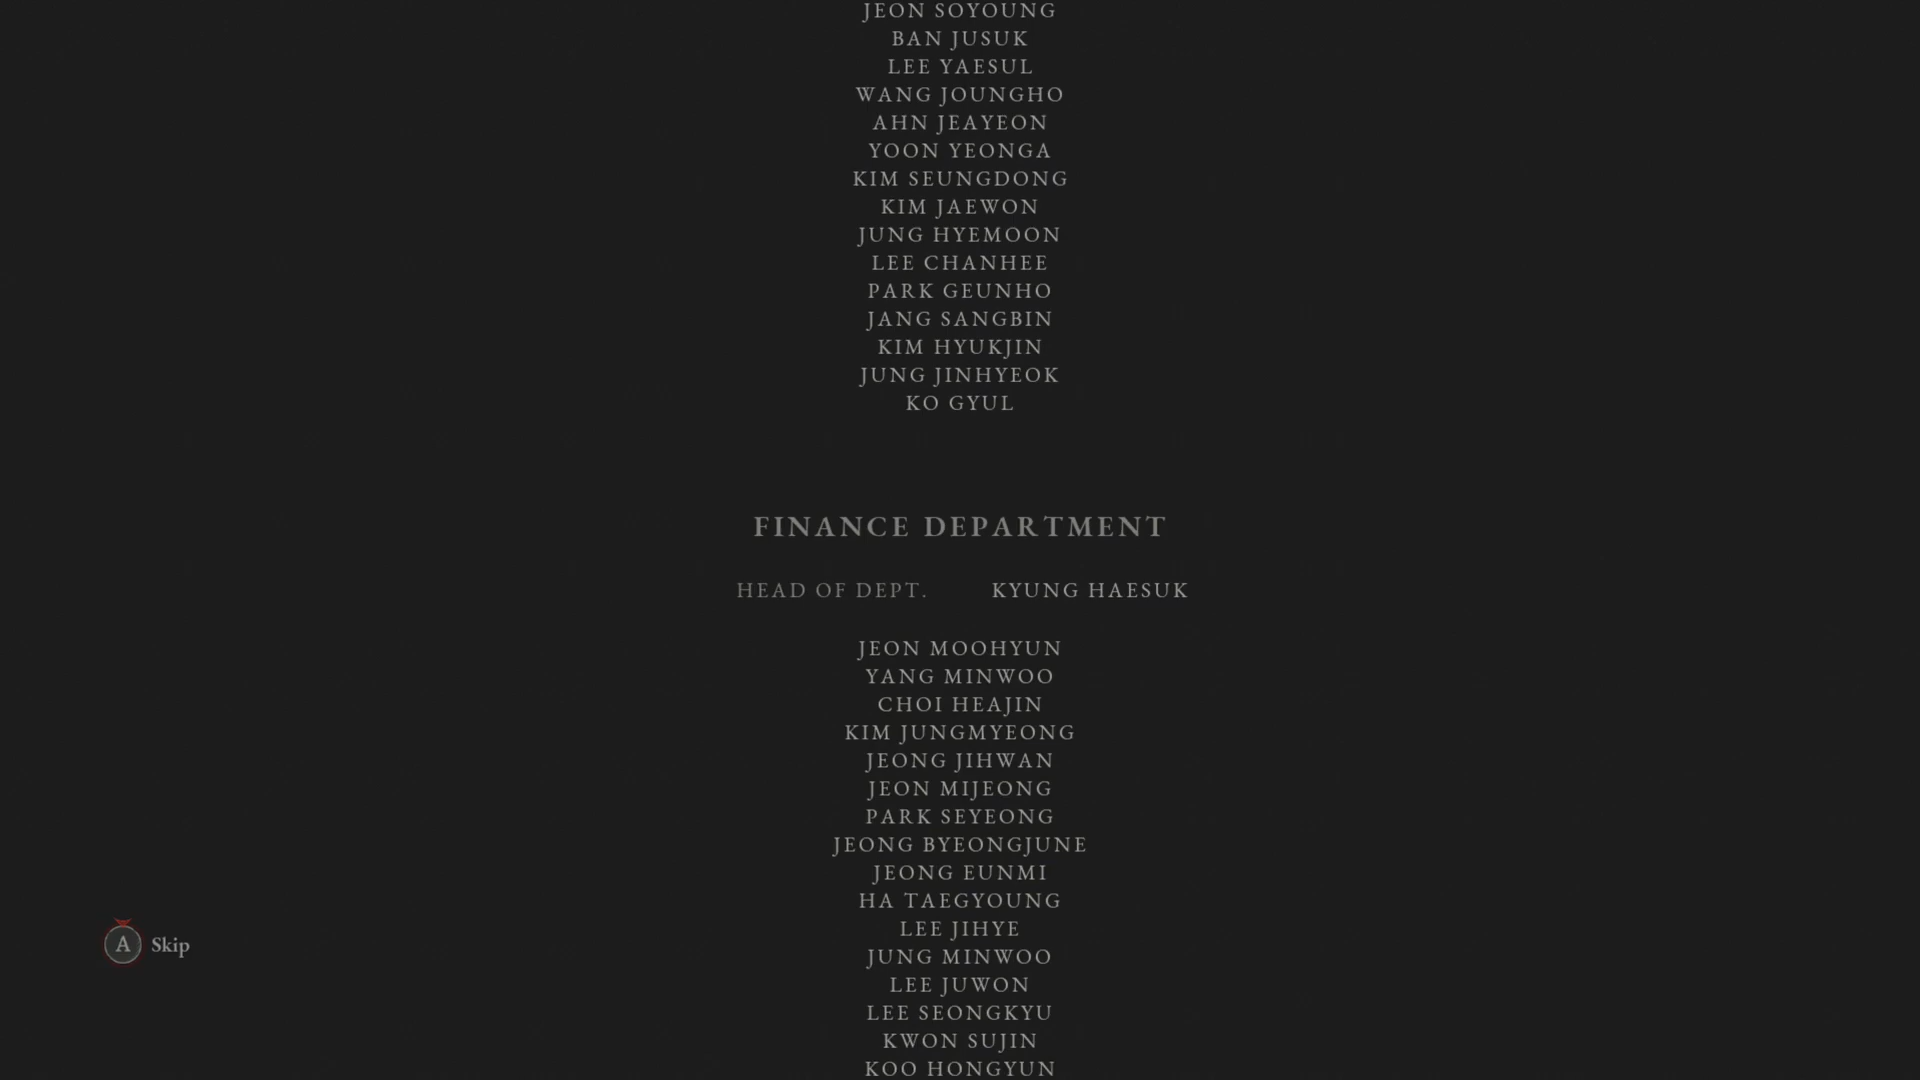 JEON SOYOUNG
BAN JUSUK
LEE YAESUL
WANG JOUNGHO
AHN JEAYEON
YOON YEONGA
KIM SEUNGDONG
KIM JAEWON
JUNG HYEMOON
LEE CHANHEE
PARK GEUNHO
JANG SANGBIN
KIM HYUKJIN
JUNG JINHYEOK
KO GYUL
FINANCE DEPARTMENT
HEAD OF DEPT. KYUNG HAESUK
JEON MOOHYUN
YANG MINWOO
CHOI HEAJIN
KIM JUNGMYEONG
JEONG JIHWAN
JEON MIJEONG
PARK SEYEONG
JEONG BYEONGJUNE
JEONG EUNMI
HA TAEGYOUNG
LEE JIHYE
JUNG MINWOO
LEE JUWON
LEE SEONGKYU
KWON SUJIN
KOO HONGYUN
A Skip